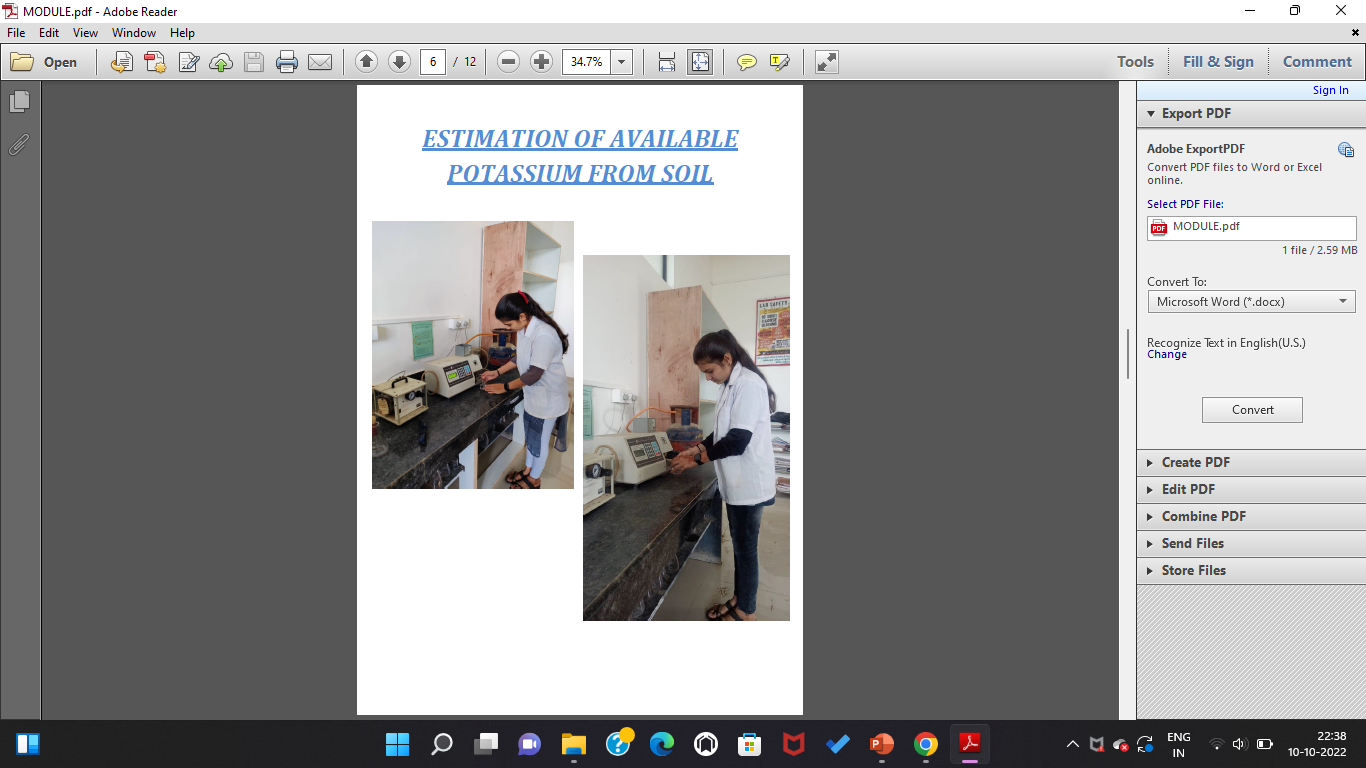 MODULE.pdf - Adobe Reader
File Edit View Window Help
Open 6 / 12 34.7% Tools Fill & Sign Comment
Sign In
ESTIMATION OF AVAILABLE
POTASSIUM FROM SOIL
LAB SAFETY
Export PDF
Adobe ExportPDF
Convert PDF files to Word or Excel
online.
Select PDF File:
PDF MODULE.pdf
1 file / 2.59 MB
Convert To:
Microsoft Word (*.docx)
Recognize Text in English(U.S.)
Change
Convert
Create PDF
Edit PDF
Combine PDF
Send Files
Store Files
ENG
IN
22:38
10-10-2022